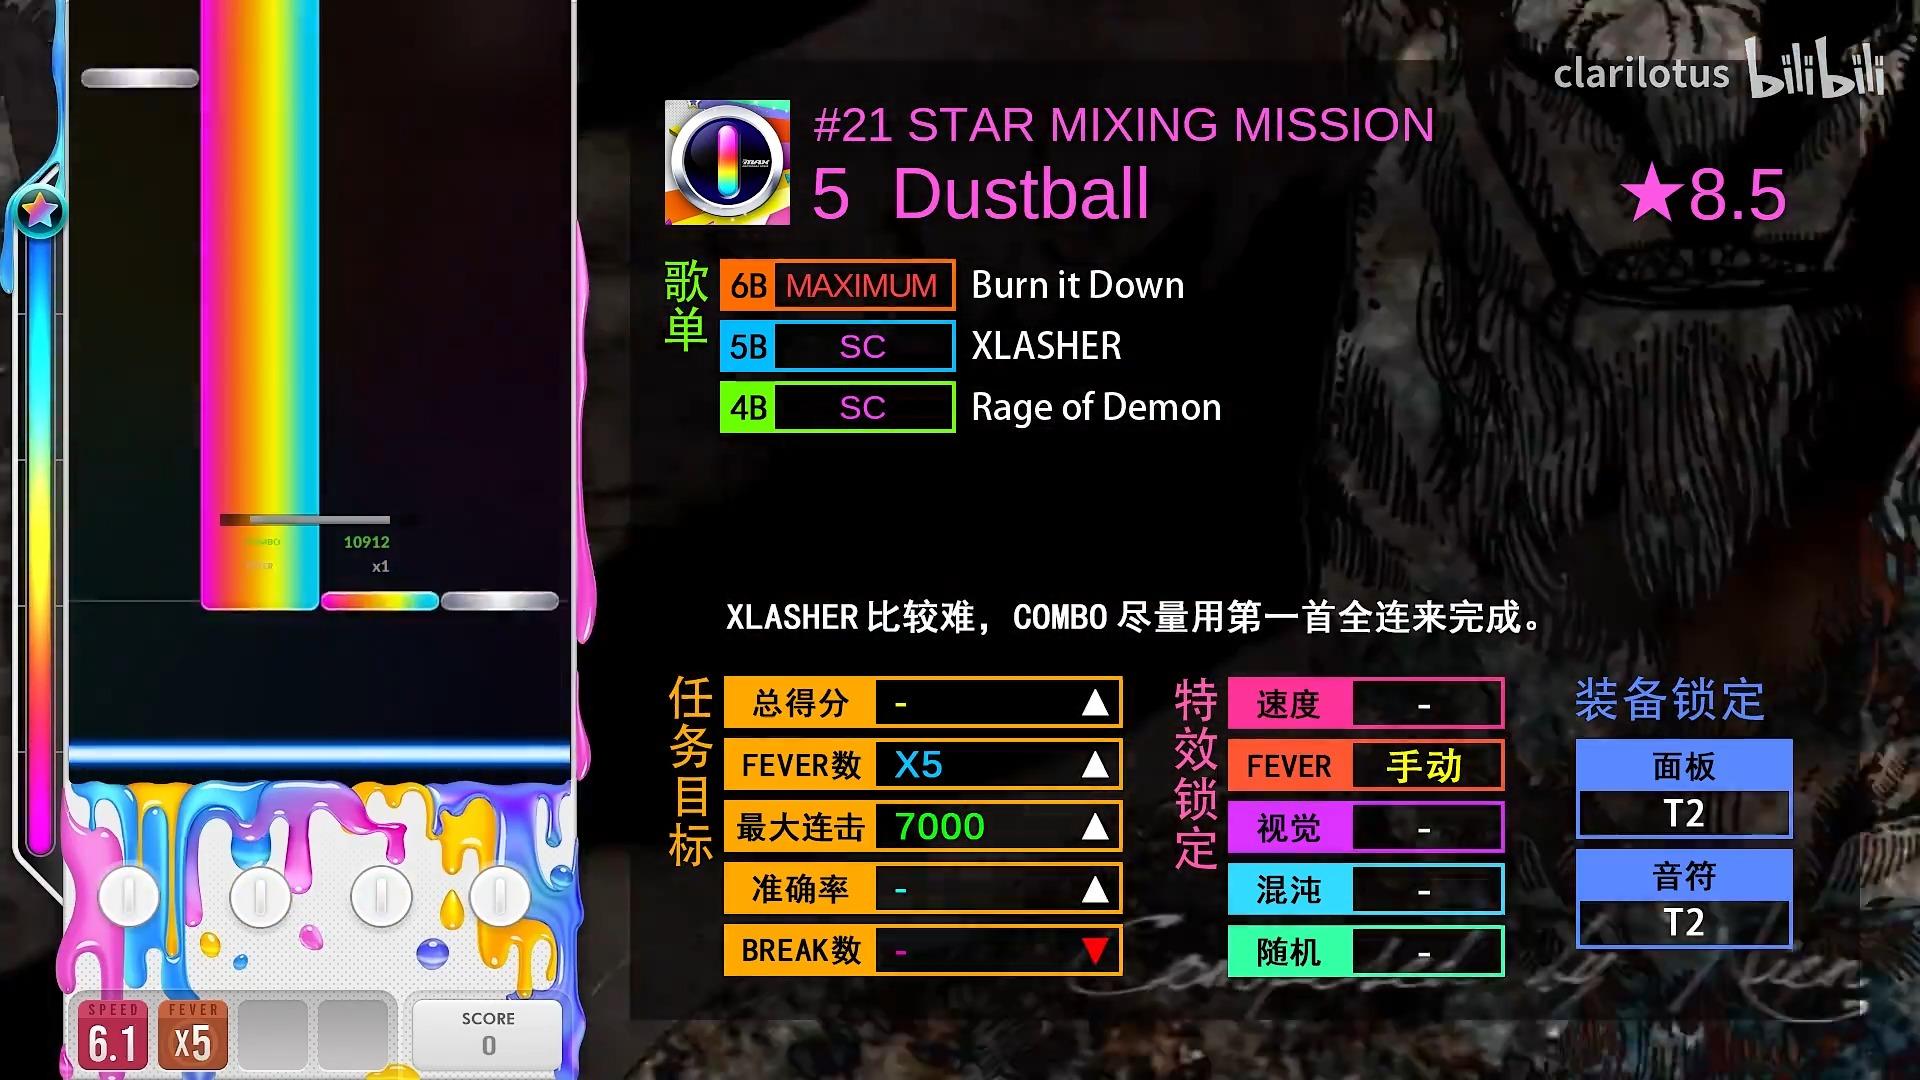 clarilotus bilibili
#21 STAR MIXING MISSION
5 Dustball
★8.5
歌单
6B MAXIMUM Burn it Down
5B SC XLASHER
4B SC Rage of Demon
10912
x1
XLASHER 比较难，COMBO 尽量用第一首全连来完成。
任务目标
总得分 - ▲
FEVER数 X5 ▲
最大连击 7000 ▲
准确率 - ▲
BREAK数 - ▼
特效锁定
速度 -
FEVER 手动
视觉 -
混沌 -
随机 -
装备锁定
面板
T2
音符
T2
SPEED
6.1
FEVER
x5
SCORE
0